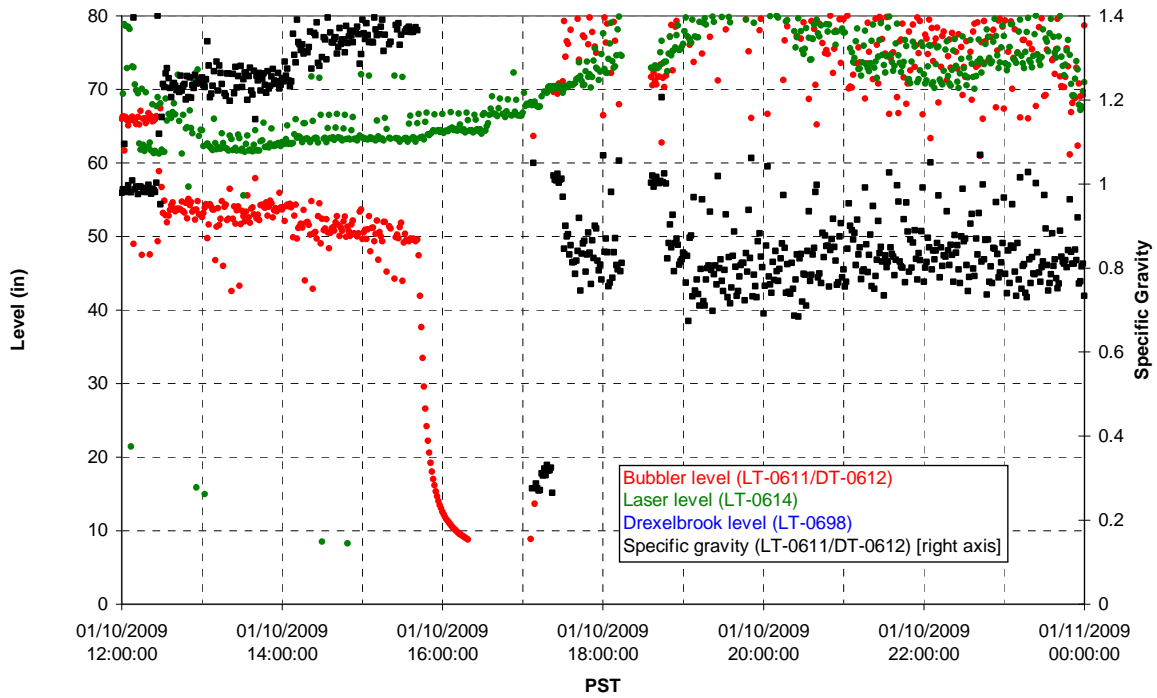 80
70
60
50
40
30
20
10
0
Level (in)
1.4
1.2
1
0.8
0.6
0.4
0.2
0
Specific Gravity
Bubbler level (LT-0611/DT-0612)
Laser level (LT-0614)
Drexelbrook level (LT-0698)
Specific gravity (LT-0611/DT-0612) [right axis]
01/10/2009 01/10/2009 01/10/2009 01/10/2009 01/10/2009 01/10/2009 01/11/2009
12:00:00 14:00:00 16:00:00 18:00:00 20:00:00 22:00:00 00:00:00
PST